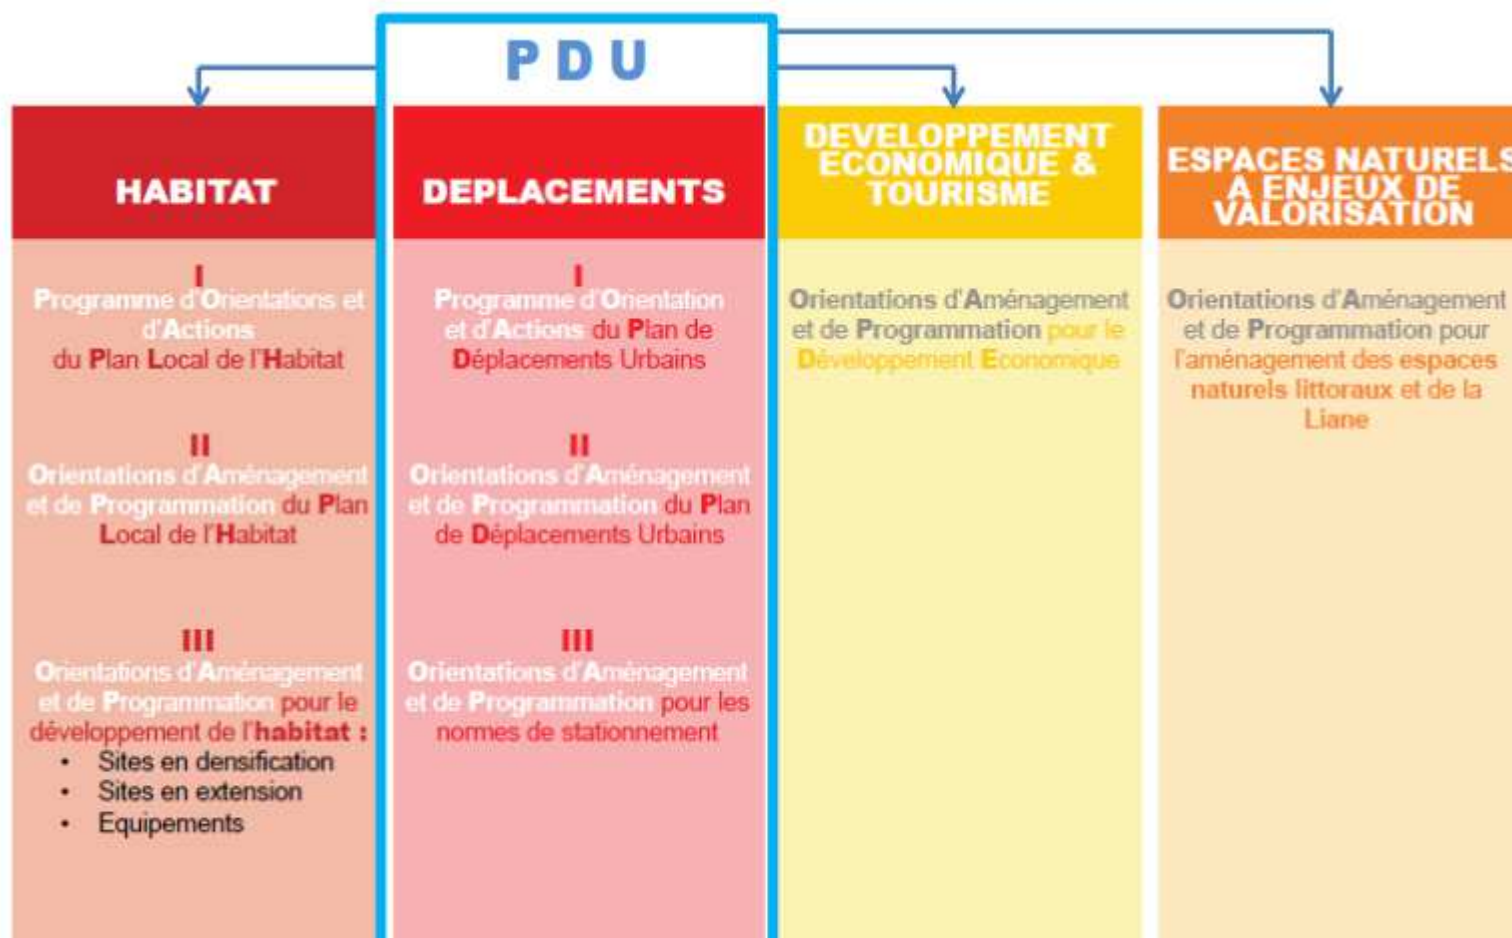 P D U
HABITAT
I
Programme d'Orientations et
d'Actions
du Plan Local de l'Habitat
II
Orientations d'Aménagement
et de Programmation du Plan
Local de l'Habitat
III
Orientations d'Aménagement
et de Programmation pour le
développement de l'habitat :
• Sites en densification
• Sites en extension
• Equipements
DEPLACEMENTS
I
Programme d'Orientation
et d'Actions du Plan de
Déplacements Urbains
II
Orientations d'Aménagement
et de Programmation du Plan
de Déplacements Urbains
III
Orientations d'Aménagement
et de Programmation pour les
normes de stationnement
DEVELOPPEMENT
ECONOMIQUE &
TOURISME
Orientations d'Aménagement
et de Programmation pour le
Développement Economique
ESPACES NATURELS
A ENJEUX DE
VALORISATION
Orientations d'Aménagement
et de Programmation pour
l'aménagement des espaces
naturels littoraux et de la
Liane